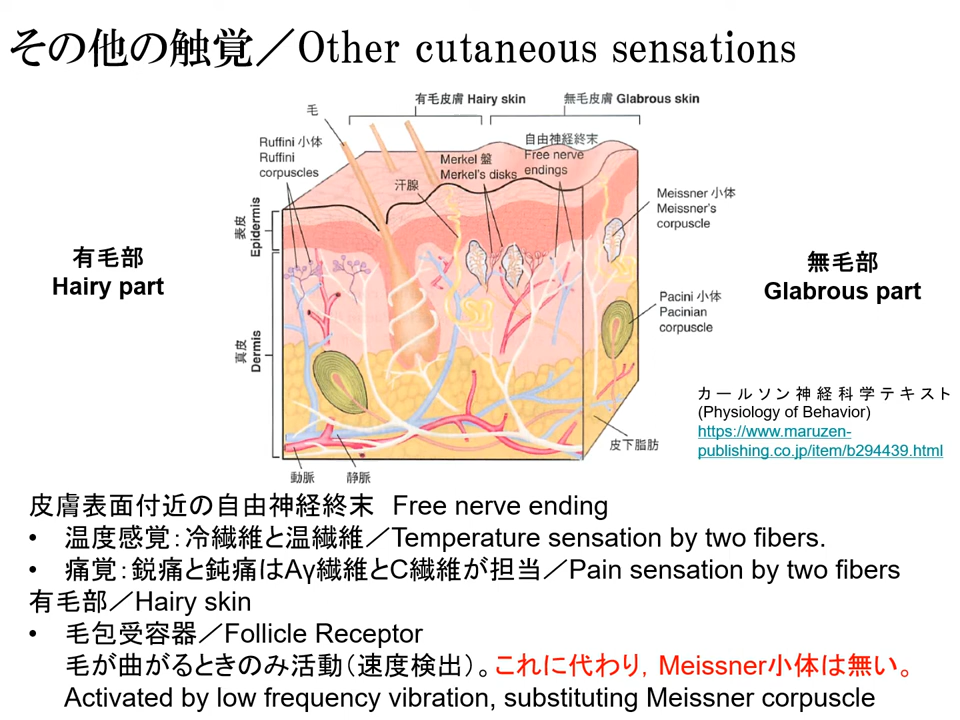 その他の触覚／Other cutaneous sensations
有毛皮膚 Hairy skin
無毛皮膚 Glabrous skin
毛
Ruffini 小体
Ruffini
corpuscles
自由神経終末
Free nerve
endings
Merkel 盤
Merkel's disks
汗腺
Meissner 小体
Meissner's
corpuscle
表皮
Epidermis
有毛部
Hairy part
無毛部
Glabrous part
Pacini 小体
Pacinian
corpuscle
真皮
Dermis
カールソン神経科学テキスト
(Physiology of Behavior)
https://www.maruzen-
publishing.co.jp/item/b294439.html
皮下脂肪
動脈
静脈
皮膚表面付近の自由神経終末 Free nerve ending
• 温度感覚：冷繊維と温繊維／Temperature sensation by two fibers.
• 痛覚：鋭痛と鈍痛はAγ繊維とC繊維が担当／Pain sensation by two fibers
有毛部／Hairy skin
• 毛包受容器／Follicle Receptor
毛が曲がるときのみ活動（速度検出）。これに代わり，Meissner小体は無い。
Activated by low frequency vibration, substituting Meissner corpuscle